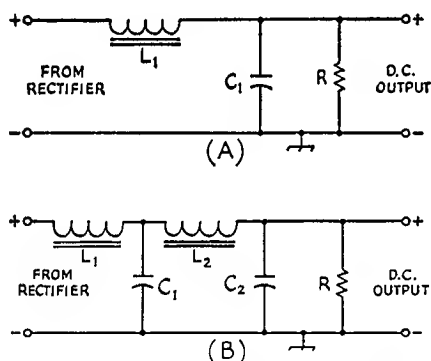 + +
L1
FROM RECTIFIER
C1
R
D.C. OUTPUT
- -
(A)
+ +
L1
L2
FROM RECTIFIER
C1
C2
R
D.C. OUTPUT
- -
(B)